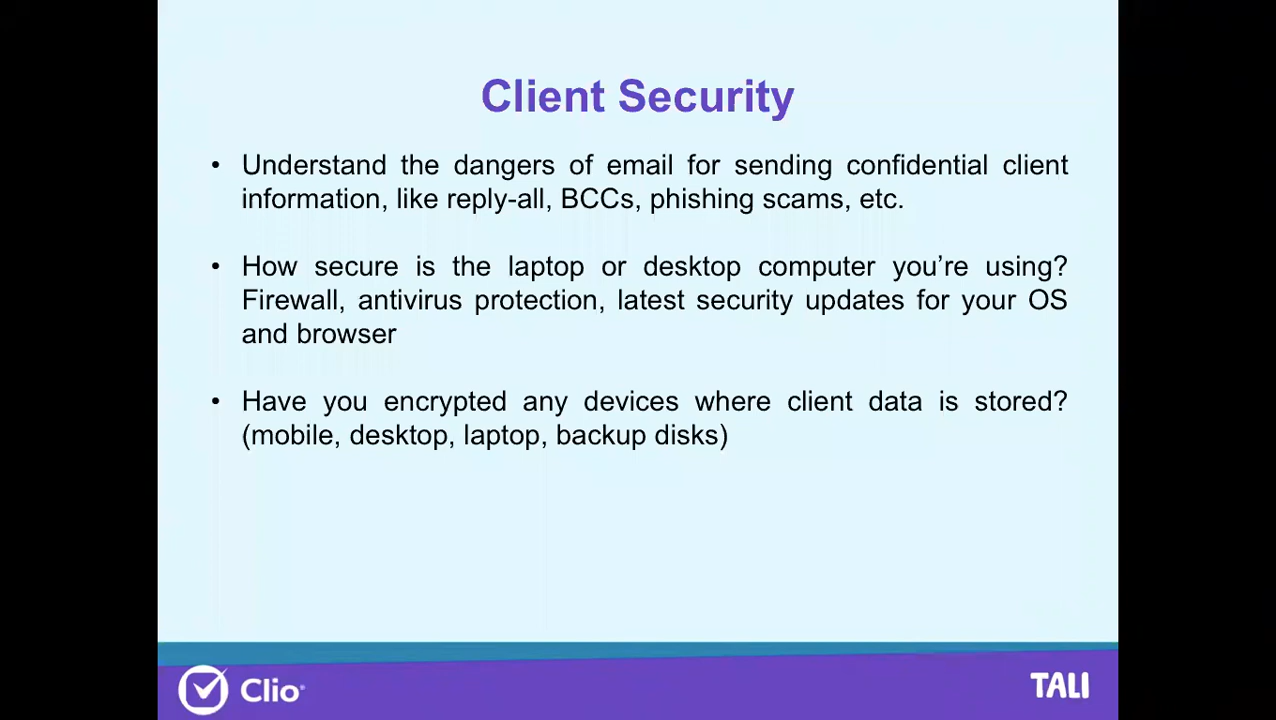 Client Security
• Understand the dangers of email for sending confidential client
information, like reply-all, BCCs, phishing scams, etc.
• How secure is the laptop or desktop computer you’re using?
Firewall, antivirus protection, latest security updates for your OS
and browser
• Have you encrypted any devices where client data is stored?
(mobile, desktop, laptop, backup disks)
Clio®
TALI